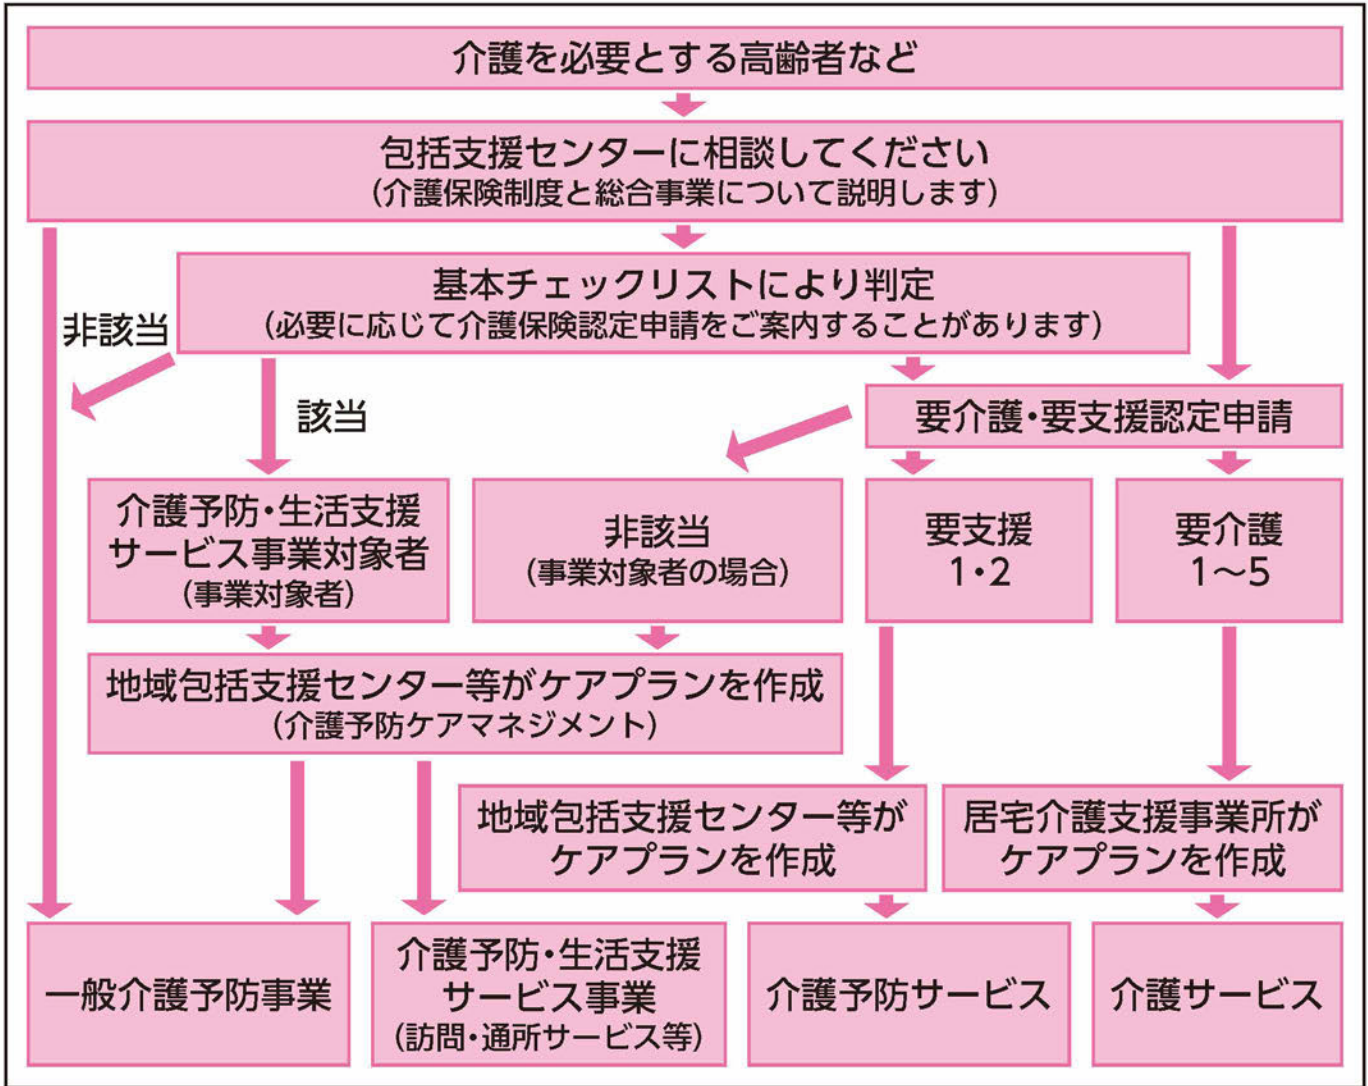 介護を必要とする高齢者など
包括支援センターに相談してください
（介護保険制度と総合事業について説明します）
基本チェックリストにより判定
（必要に応じて介護保険認定申請をご案内することがあります）
非該当
該当
要介護・要支援認定申請
介護予防・生活支援
サービス事業対象者
（事業対象者）
非該当
（事業対象者の場合）
要支援
1・2
要介護
1～5
地域包括支援センター等がケアプランを作成
（介護予防ケアマネジメント）
地域包括支援センター等が
ケアプランを作成
居宅介護支援事業所が
ケアプランを作成
一般介護予防事業
介護予防・生活支援
サービス事業
（訪問・通所サービス等）
介護予防サービス
介護サービス